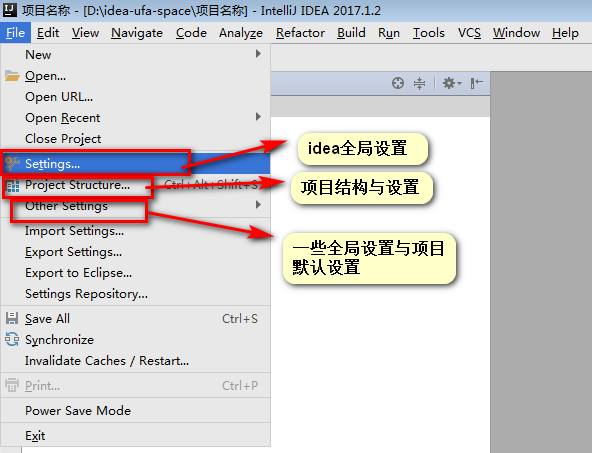 项目名称 - [D:\idea-ufa-space\项目名称] - IntelliJ IDEA 2017.1.2
File Edit View Navigate Code Analyze Refactor Build Run Tools VCS Window Help
New
Open...
Open URL...
Open Recent
Close Project
Settings...
idea全局设置
Project Structure... Ctrl+Alt+Shift+S
项目结构与设置
Other Settings
一些全局设置与项目
默认设置
Import Settings...
Export Settings...
Export to Eclipse...
Settings Repository...
Save All Ctrl+S
Synchronize
Invalidate Caches / Restart...
Print... Ctrl+P
Power Save Mode
Exit